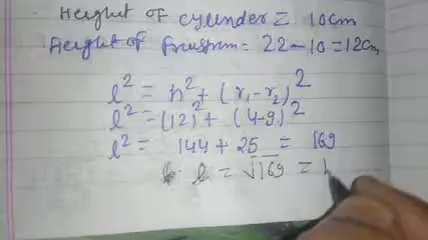 Height of cylinder = 10cm
Height of Frustum = 22-10 = 12cm
l² = h² + (r₁-r₂)²
l² = (12)² + (4-9)²
l² = 144 + 25 = 169
l = √169 = 1